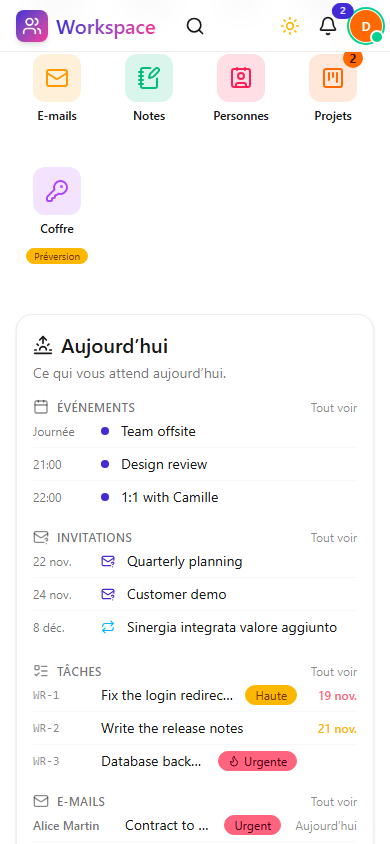 Workspace
2
D
E-mails
Notes
Personnes
2
Projets
Coffre
Préversion
Aujourd’hui
Ce qui vous attend aujourd’hui.
ÉVÉNEMENTS Tout voir
Journée Team offsite
21:00 Design review
22:00 1:1 with Camille
INVITATIONS Tout voir
22 nov. Quarterly planning
24 nov. Customer demo
8 déc. Sinergia integrata valore aggiunto
TÂCHES Tout voir
WR-1 Fix the login redirec... Haute 19 nov.
WR-2 Write the release notes 21 nov.
WR-3 Database back... Urgente
E-MAILS Tout voir
Alice Martin Contract to ... Urgent Aujourd’hui